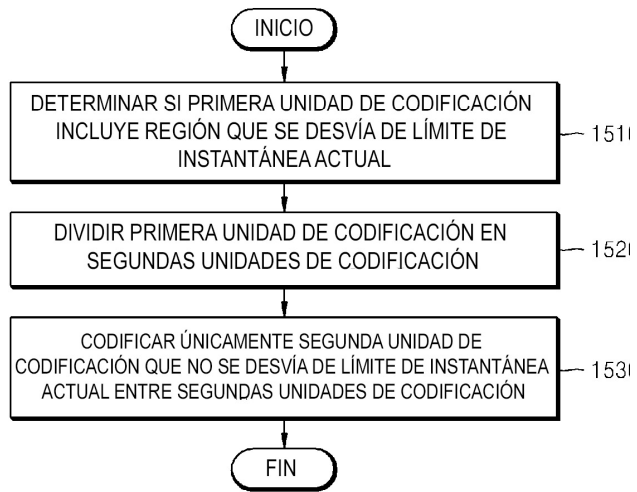 INICIO
DETERMINAR SI PRIMERA UNIDAD DE CODIFICACIÓN
INCLUYE REGIÓN QUE SE DESVÍA DE LÍMITE DE
INSTANTÁNEA ACTUAL
1510
DIVIDIR PRIMERA UNIDAD DE CODIFICACIÓN EN
SEGUNDAS UNIDADES DE CODIFICACIÓN
1520
CODIFICAR ÚNICAMENTE SEGUNDA UNIDAD DE
CODIFICACIÓN QUE NO SE DESVÍA DE LÍMITE DE INSTANTÁNEA
ACTUAL ENTRE SEGUNDAS UNIDADES DE CODIFICACIÓN
1530
FIN